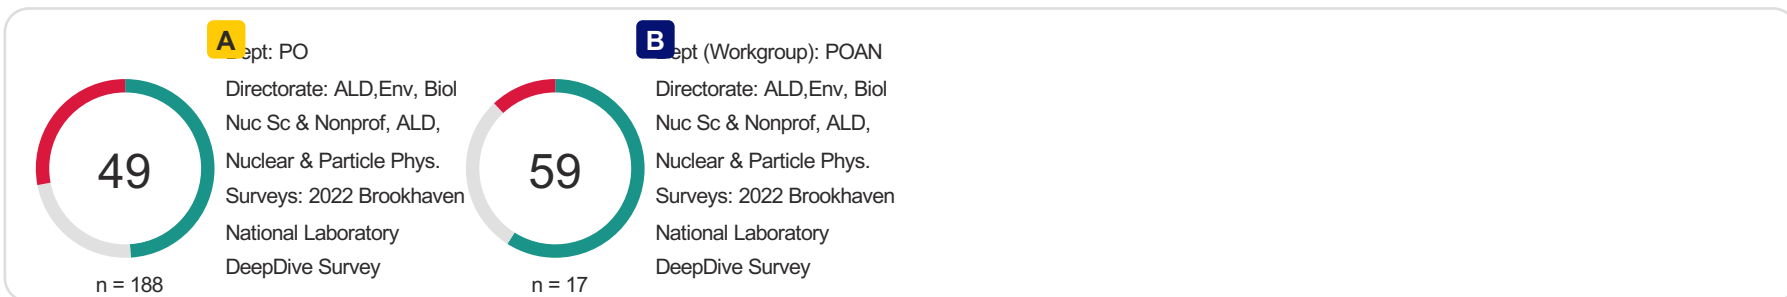 A
ept: PO
Directorate: ALD,Env, Biol
Nuc Sc & Nonprof, ALD,
Nuclear & Particle Phys.
Surveys: 2022 Brookhaven
National Laboratory
DeepDive Survey
49
n = 188
B
ept (Workgroup): POAN
Directorate: ALD,Env, Biol
Nuc Sc & Nonprof, ALD,
Nuclear & Particle Phys.
Surveys: 2022 Brookhaven
National Laboratory
DeepDive Survey
59
n = 17